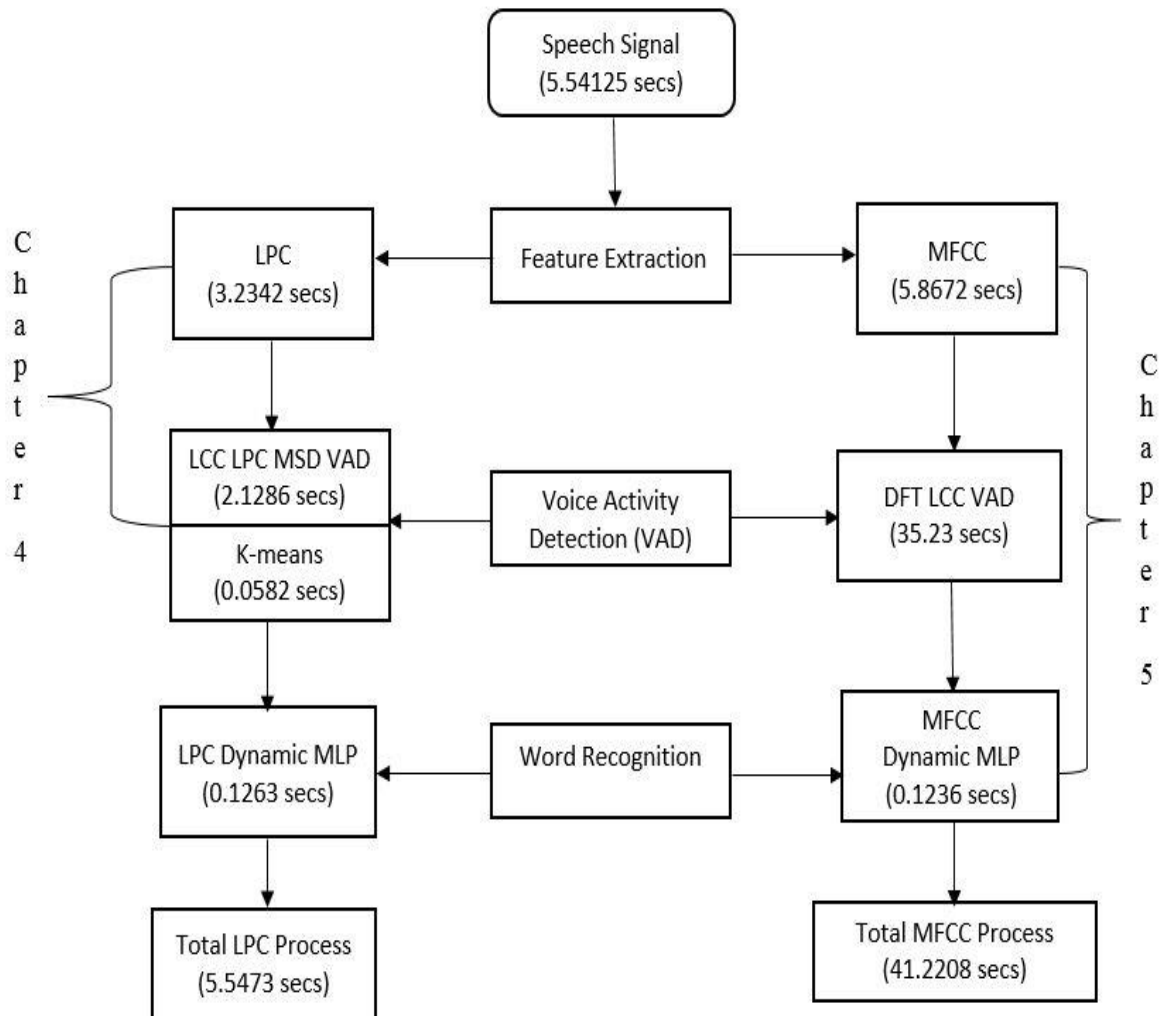 Speech Signal
(5.54125 secs)
LPC
(3.2342 secs)
Feature Extraction
MFCC
(5.8672 secs)
Chapter 4
LCC LPC MSD VAD
(2.1286 secs)
K-means
(0.0582 secs)
Voice Activity
Detection (VAD)
DFT LCC VAD
(35.23 secs)
Chapter 5
LPC Dynamic MLP
(0.1263 secs)
Word Recognition
MFCC
Dynamic MLP
(0.1236 secs)
Total LPC Process
(5.5473 secs)
Total MFCC Process
(41.2208 secs)